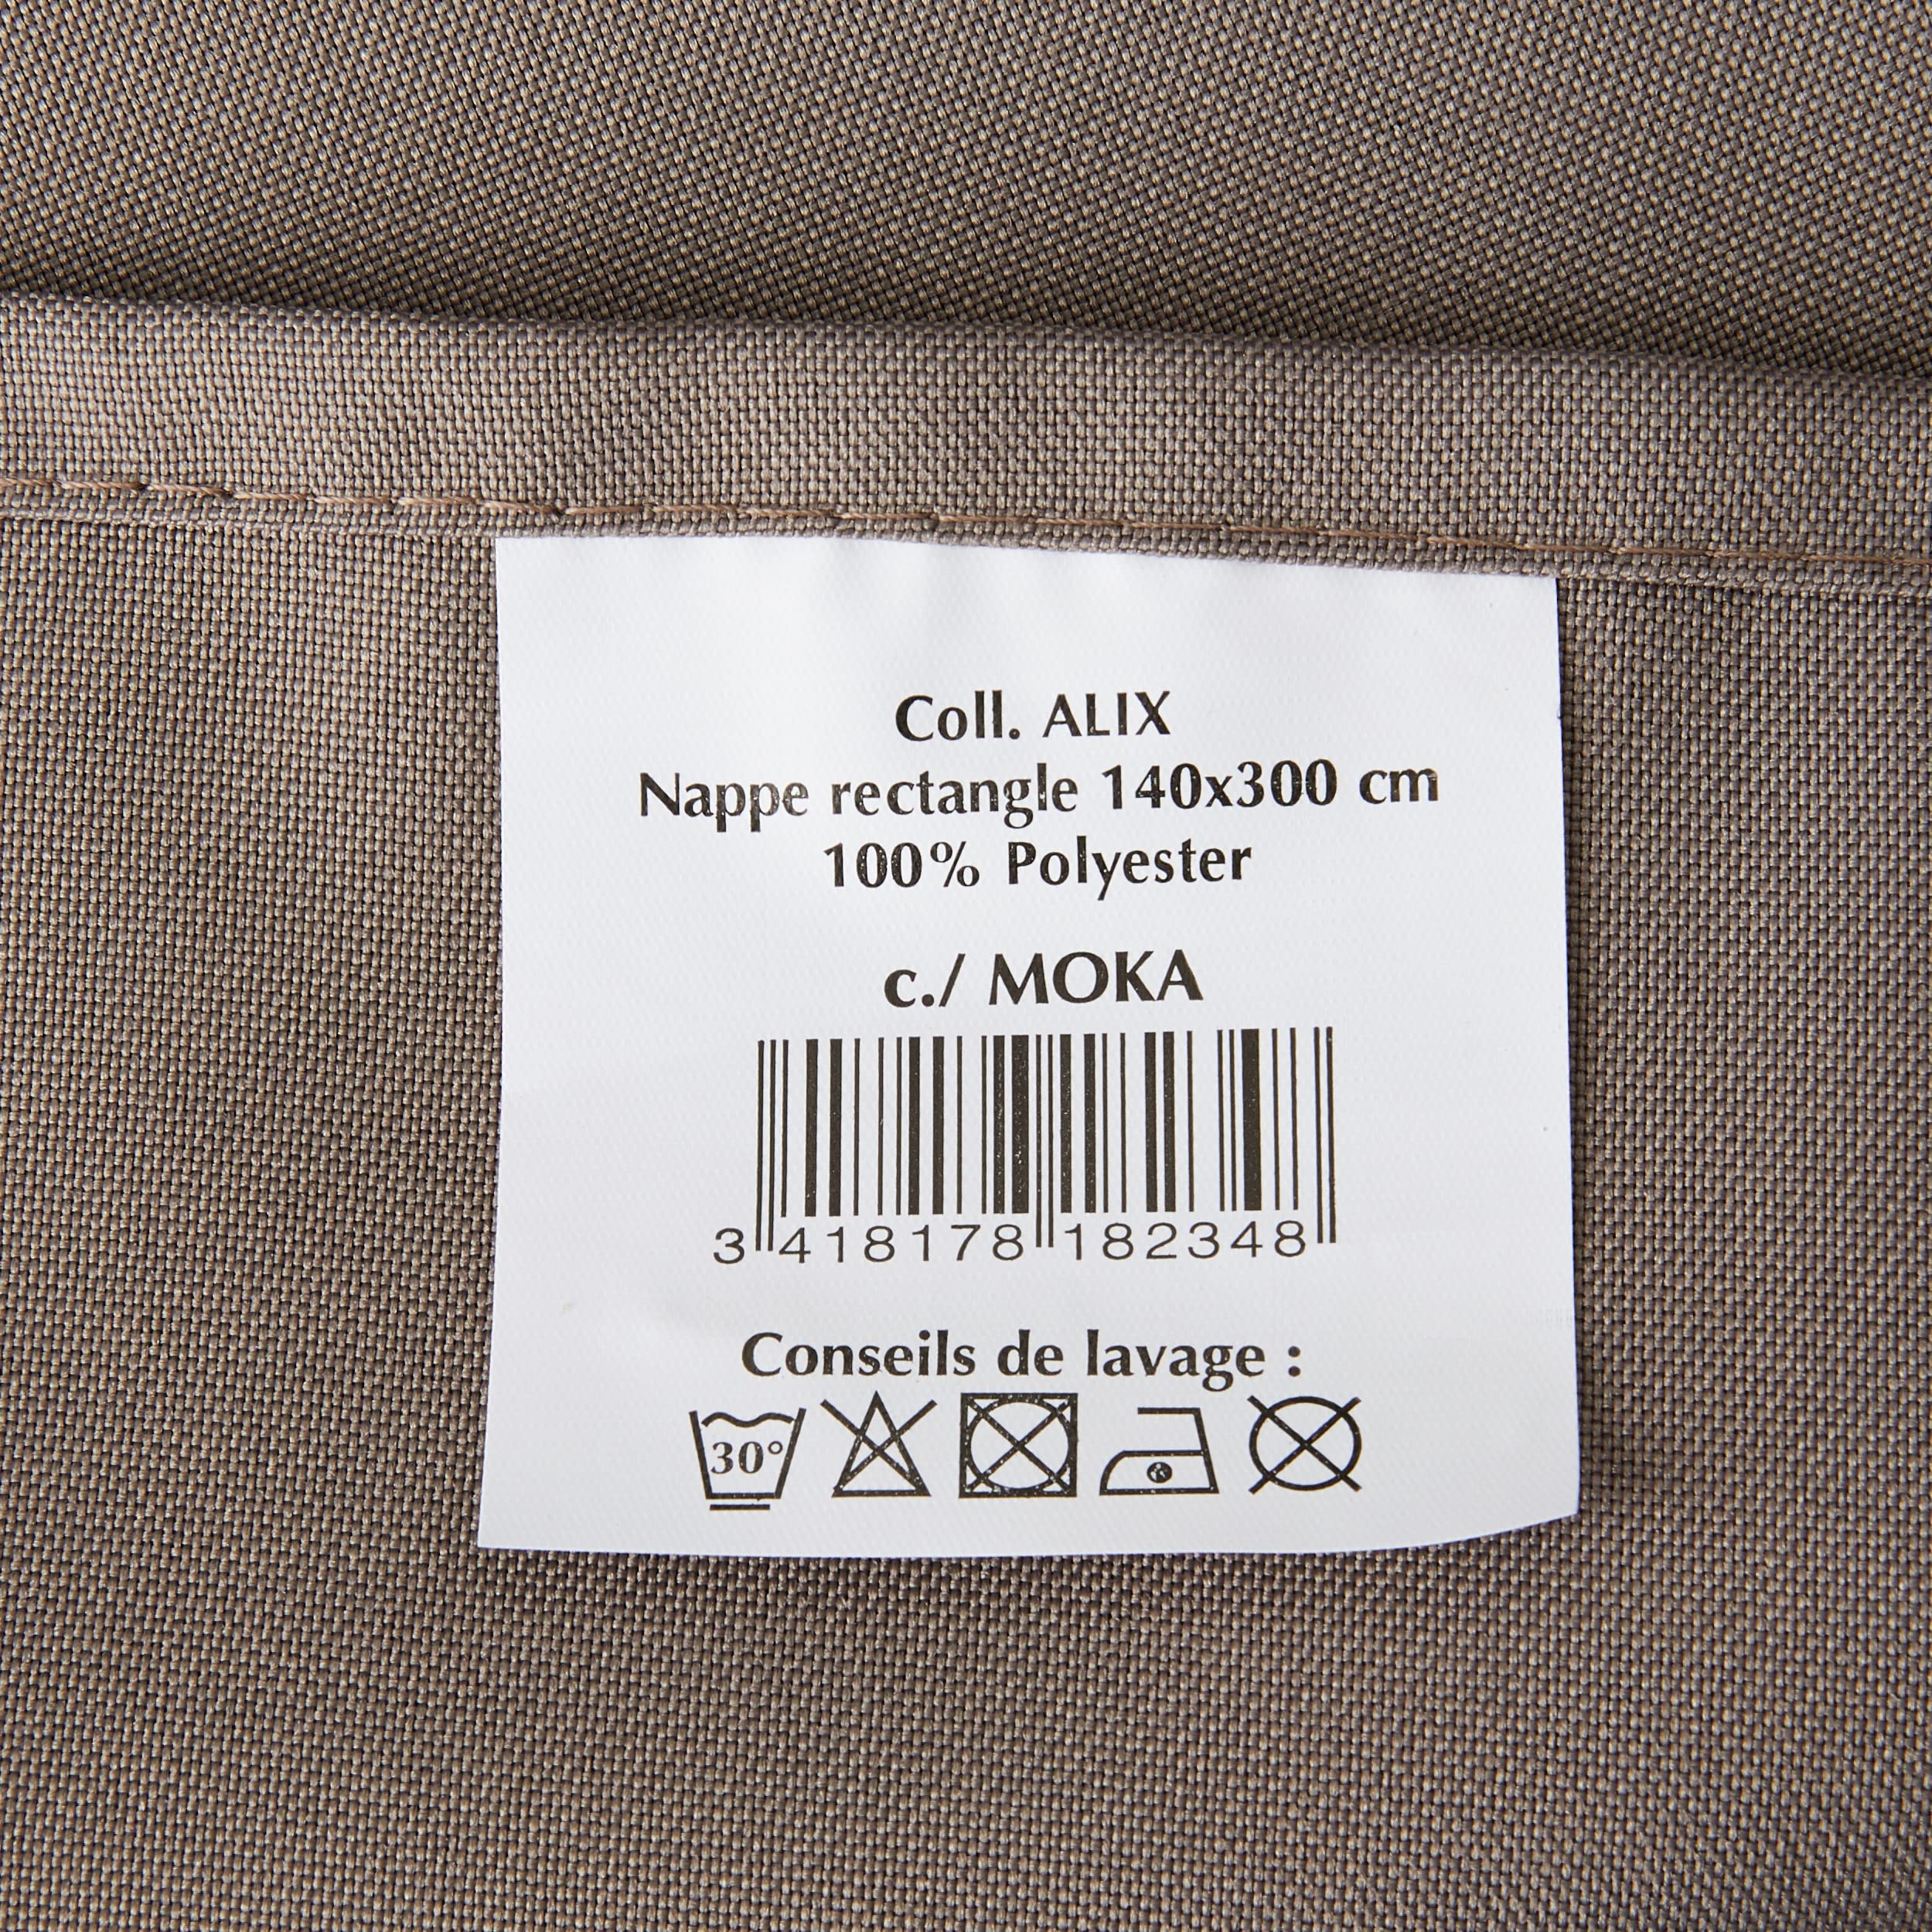 Coll. ALIX
Nappe rectangle 140x300 cm
100% Polyester
c./ MOKA
3 418178 182348
Conseils de lavage :
30°